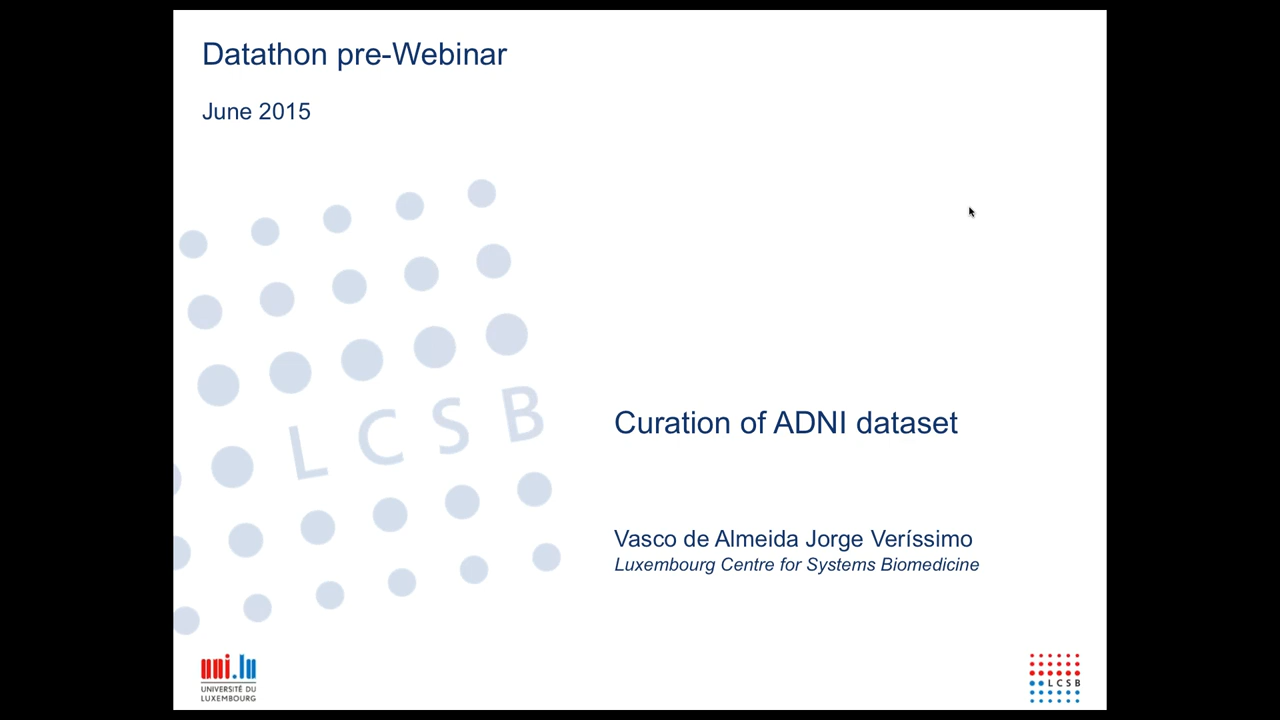 Datathon pre-Webinar
June 2015
L C S B
Curation of ADNI dataset
Vasco de Almeida Jorge Veríssimo
Luxembourg Centre for Systems Biomedicine
uni.lu
UNIVERSITÉ DU
LUXEMBOURG
L C S B